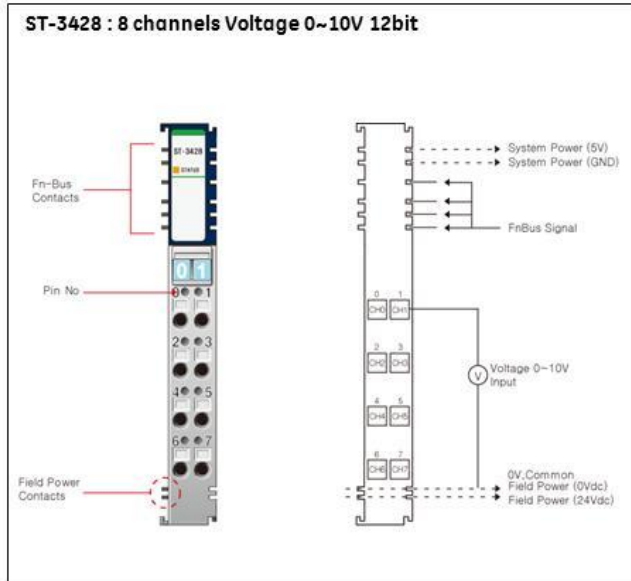 ST-3428 : 8 channels Voltage 0~10V 12bit
ST-3428
STATUS
Fn-Bus
Contacts
0 1
Pin No
0 1
2 3
4 5
6 7
Field Power
Contacts
System Power (5V)
System Power (GND)
FnBus Signal
0 1
CH0 CH1
2 3
CH2 CH3
V
Voltage 0~10V
Input
4 5
CH4 CH5
6 7
CH6 CH7
0V,Common
Field Power (0Vdc)
Field Power (24Vdc)